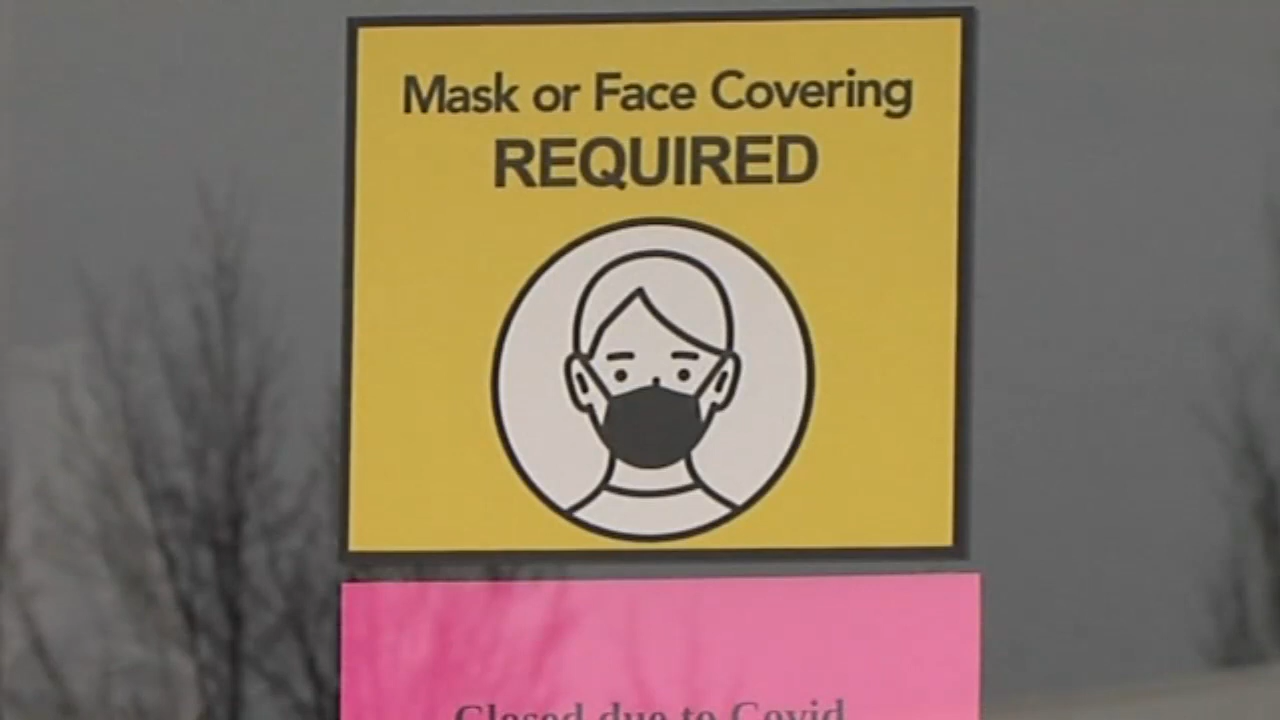 Mask or Face Covering
REQUIRED
Closed due to Covid